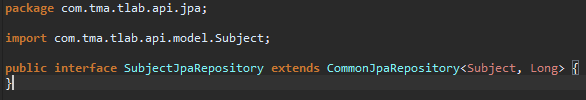 package com.tma.tlab.api.jpa;
import com.tma.tlab.api.model.Subject;
public interface SubjectJpaRepository extends CommonJpaRepository<Subject, Long> {
}